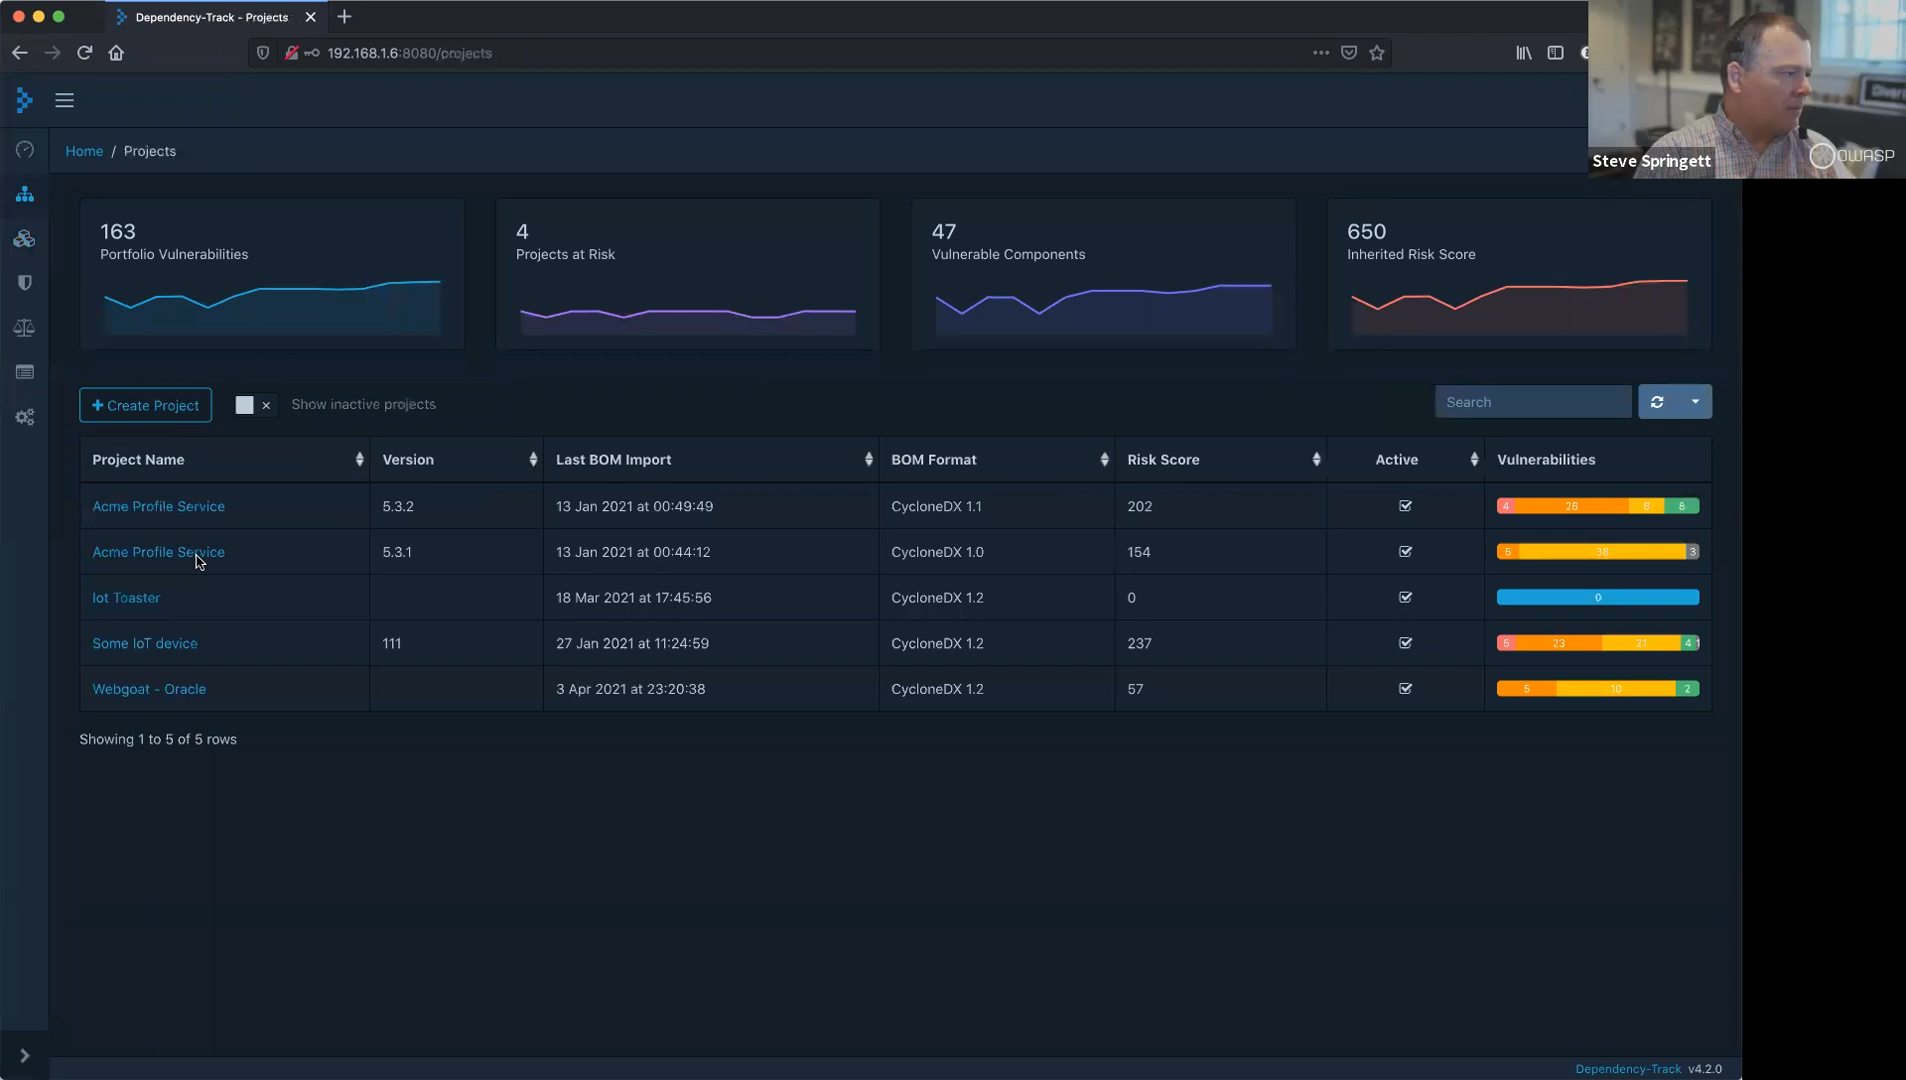 Dependency-Track - Projects
192.168.1.6:8080/projects
Steve Springett
OWASP
Home / Projects
163
Portfolio Vulnerabilities
4
Projects at Risk
47
Vulnerable Components
650
Inherited Risk Score
Create Project
Show inactive projects
Search
Project Name Version Last BOM Import BOM Format Risk Score Active Vulnerabilities
Acme Profile Service 5.3.2 13 Jan 2021 at 00:49:49 CycloneDX 1.1 202 4 26 8 8
Acme Profile Service 5.3.1 13 Jan 2021 at 00:44:12 CycloneDX 1.0 154 5 38 3
Iot Toaster 18 Mar 2021 at 17:45:56 CycloneDX 1.2 0 0
Some IoT device 111 27 Jan 2021 at 11:24:59 CycloneDX 1.2 237 5 23 21 4 1
Webgoat - Oracle 3 Apr 2021 at 23:20:38 CycloneDX 1.2 57 5 10 2
Showing 1 to 5 of 5 rows
Dependency-Track v4.2.0